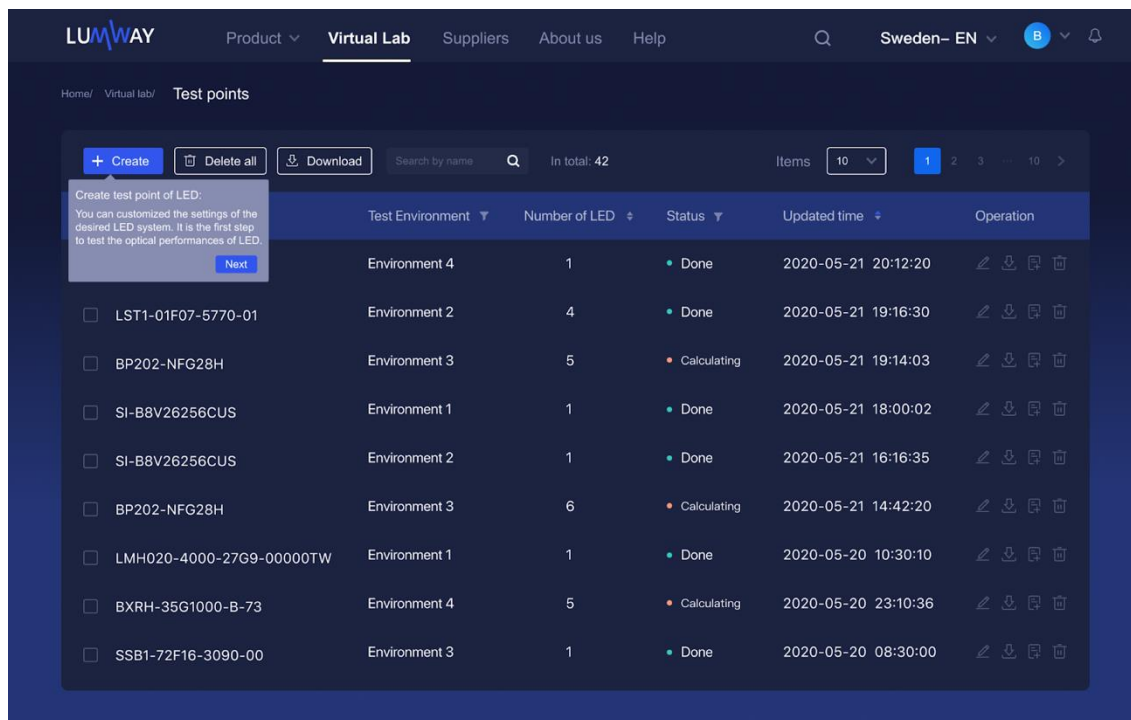 LUMWAY Product Virtual Lab Suppliers About us Help Sweden– EN B
Home/ Virtual lab/ Test points
+ Create Delete all Download Search by name In total: 42 Items 10 1 2 3 ··· 10 >
Create test point of LED:
You can customized the settings of the
desired LED system. It is the first step
to test the optical performances of LED.
Next
Test Environment Number of LED Status Updated time Operation
Environment 4 1 Done 2020-05-21 20:12:20
LST1-01F07-5770-01 Environment 2 4 Done 2020-05-21 19:16:30
BP202-NFG28H Environment 3 5 Calculating 2020-05-21 19:14:03
SI-B8V26256CUS Environment 1 1 Done 2020-05-21 18:00:02
SI-B8V26256CUS Environment 2 1 Done 2020-05-21 16:16:35
BP202-NFG28H Environment 3 6 Calculating 2020-05-21 14:42:20
LMH020-4000-27G9-00000TW Environment 1 1 Done 2020-05-20 10:30:10
BXRH-35G1000-B-73 Environment 4 5 Calculating 2020-05-20 23:10:36
SSB1-72F16-3090-00 Environment 3 1 Done 2020-05-20 08:30:00